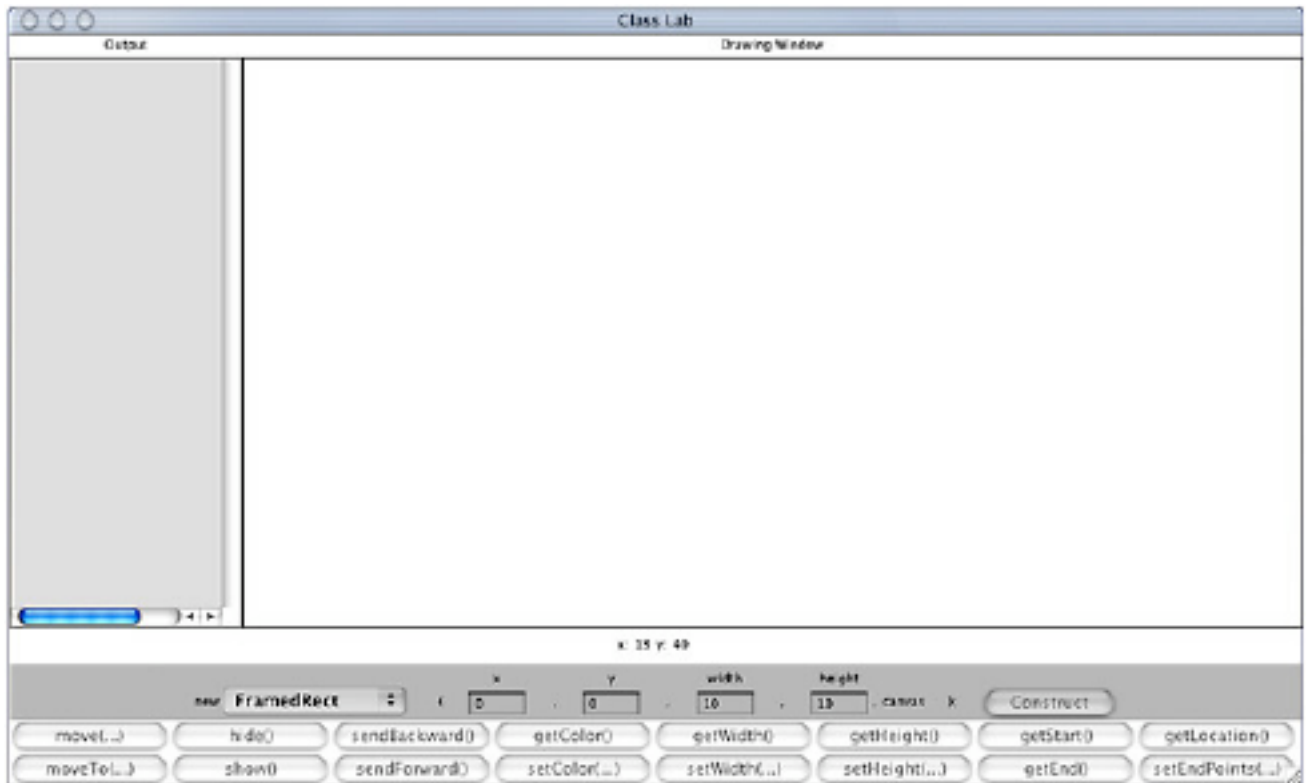 Class Lab
Output Drawing Window
x: 15 y: 49
x y width height
new FramedRect ( 0 , 0 , 10 , 10 , canvas ); Construct
move(...) hide() sendBackward() getColor() getWidth() getHeight() getStart() getLocation()
moveTo(...) show() sendForward() setColor(...) setWidth(...) setHeight(...) getEnd() setEndPoints(...)